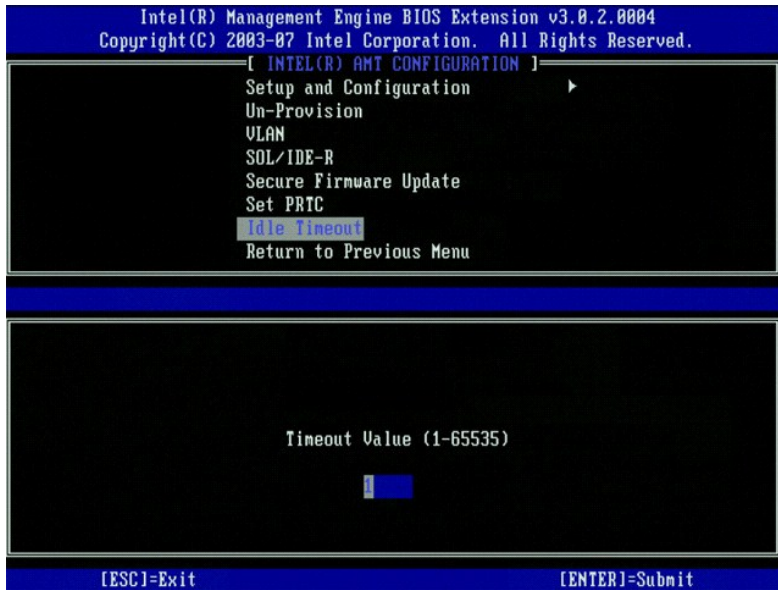 Intel(R) Management Engine BIOS Extension v3.0.2.0004
Copyright(C) 2003-07 Intel Corporation. All Rights Reserved.
[ INTEL(R) AMT CONFIGURATION ]
Setup and Configuration
Un-Provision
VLAN
SOL/IDE-R
Secure Firmware Update
Set PRTC
Idle Timeout
Return to Previous Menu
Timeout Value (1-65535)
1
[ESC]=Exit [ENTER]=Submit